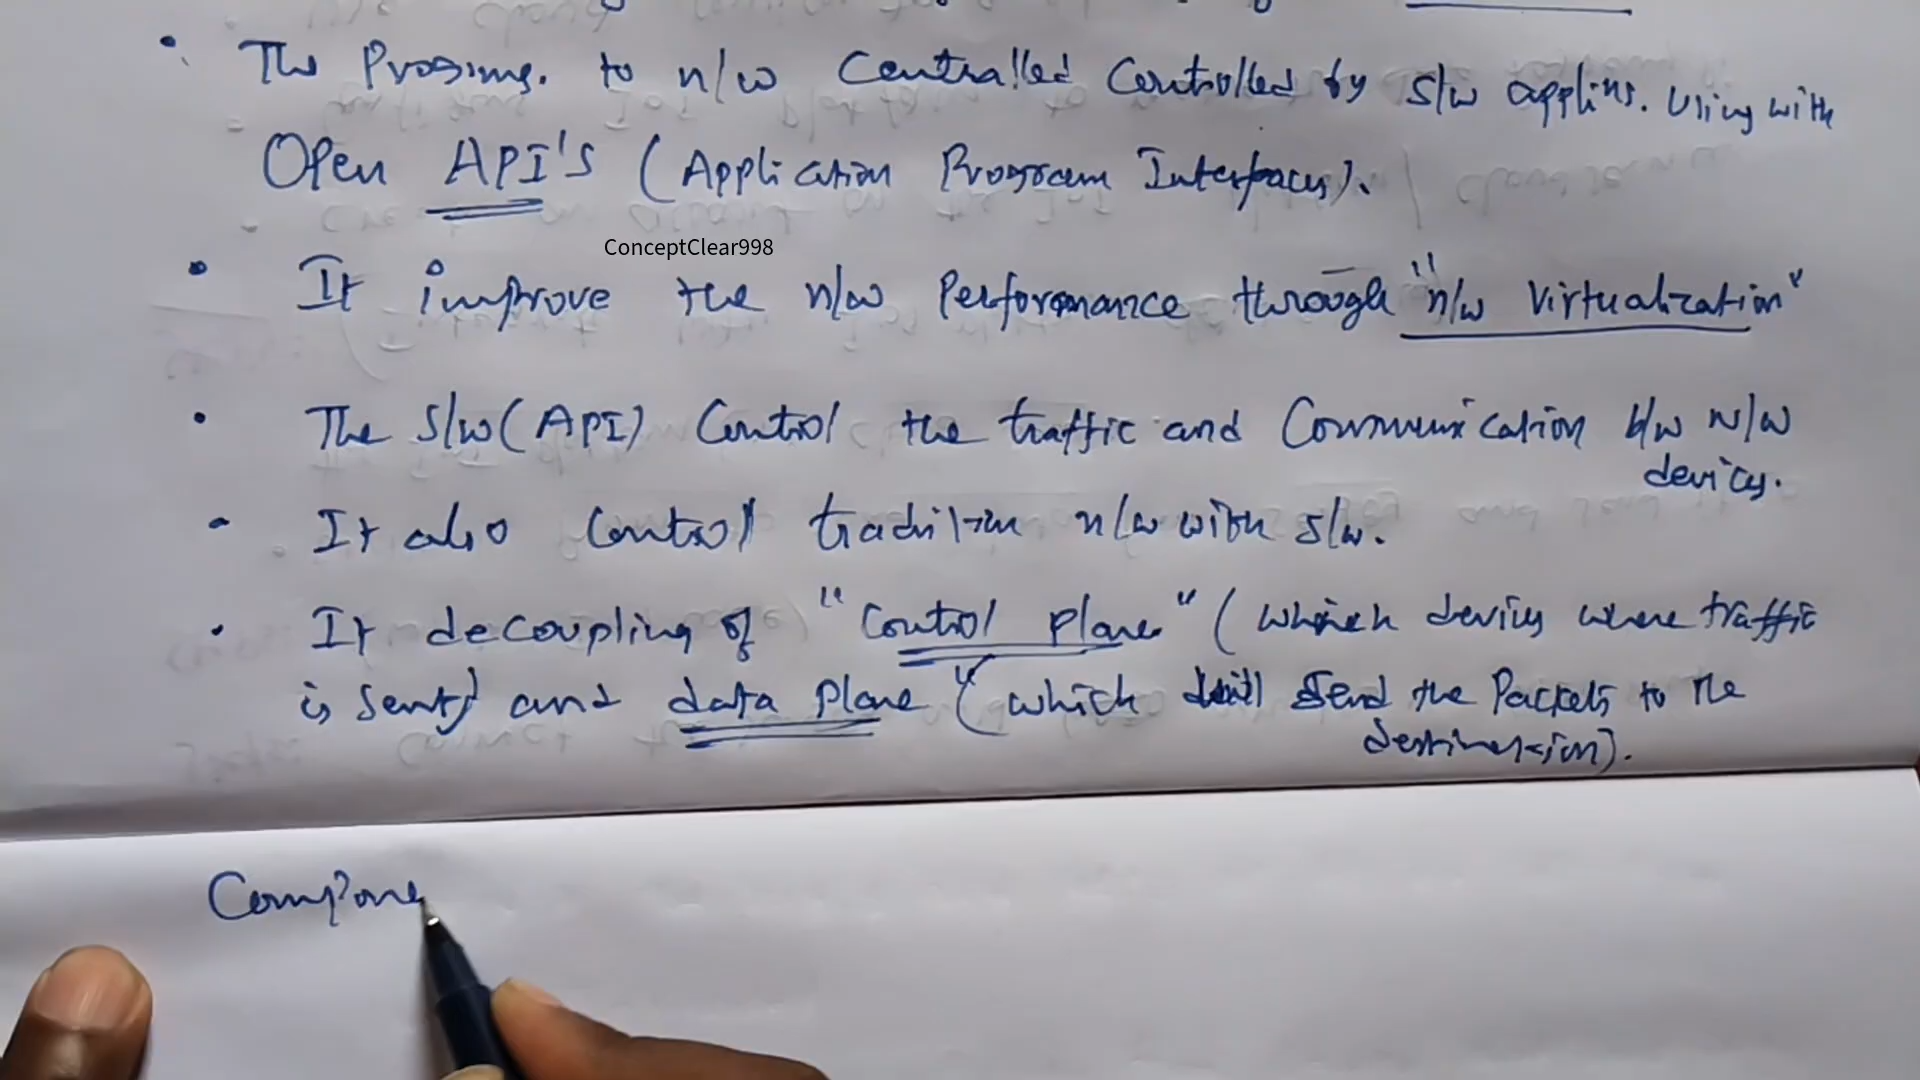 • The Progrmg. to n/w Centralled Controlled by s/w applins. Using with
Open API's (Application Program Interfaces).
ConceptClear998
• It improve the n/w Performance through "n/w Virtualization"
• The S/w (API) Control the traffic and Communication b/w N/w
devices.
• It also Control tradition n/w with s/w.
• It decoupling of "Control plane" (which devices where traffic
is sent) and data plane (which will send the Packets to the
destination).
Compone